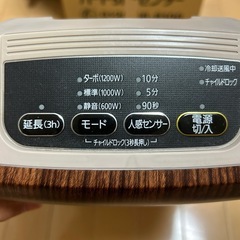 ・ターボ(1200W)
・10分
・冷却送風中
・標準(1000W)
・5分
・チャイルドロック
・静音(600W)
・90秒
延長(3h)
モード
人感センサー
電源
切/入
チャイルドロック(3秒長押し)